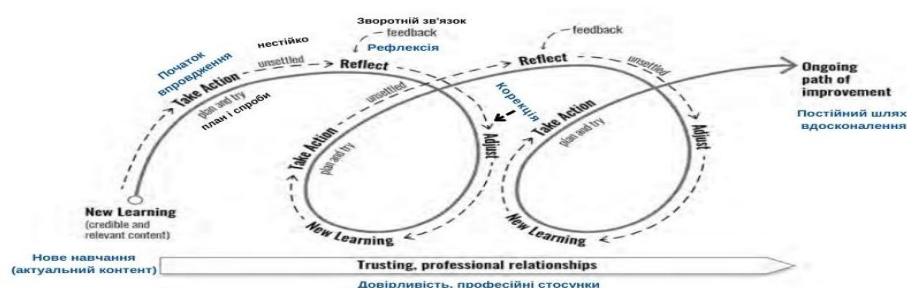 Зворотній зв'язок
feedback
Рефлексія
Reflect
нестійко
unsettled
Початок
впровдження
Take Action
plan and try
план і спроби
New Learning
(credible and
relevant content)
Нове навчання
(актуальний контент)
unsettled
Take Action
plan and try
New Learning
Adjust
Корекція
feedback
Reflect
unsettled
Take Action
plan and try
New Learning
Adjust
Ongoing
path of
improvement
Постійний шлях
вдосконалення
Trusting, professional relationships
Довірливість, професійні стосунки